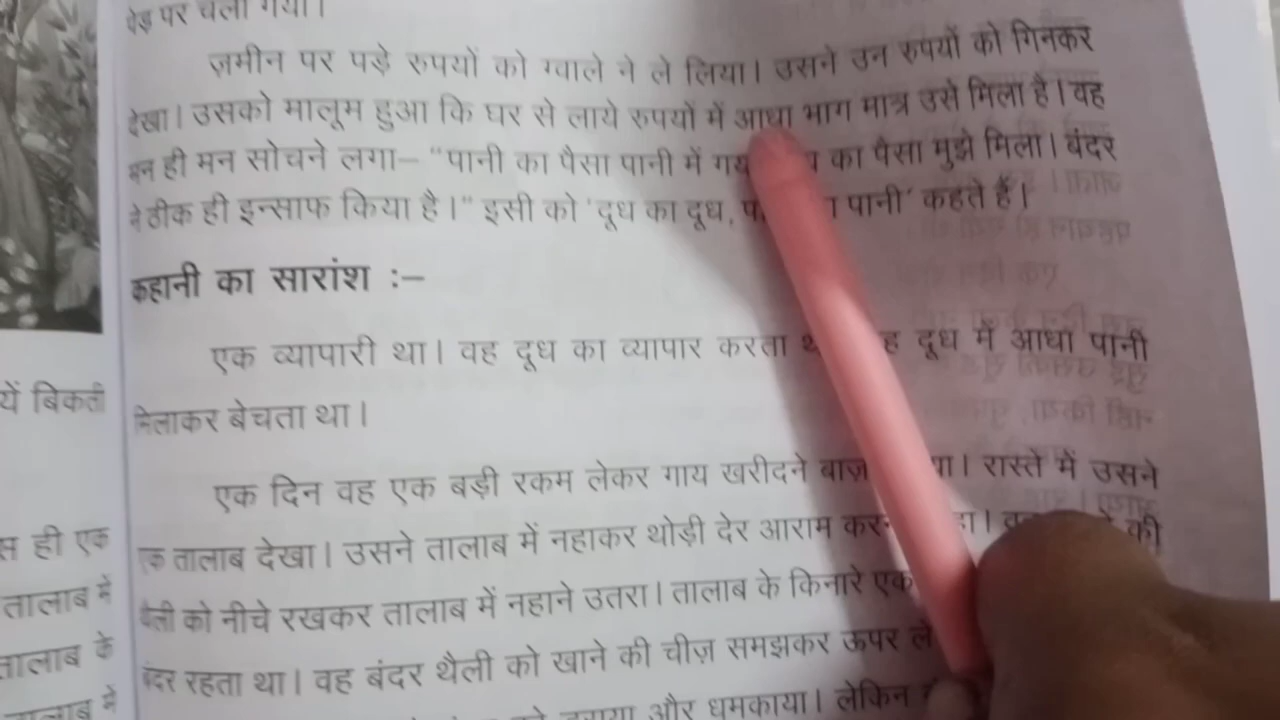 पेड़ पर चला गया।
ज़मीन पर पड़े रुपयों को ग्वाले ने ले लिया। उसने उन रुपयों को गिनकर
देखा। उसको मालूम हुआ कि घर से लाये रुपयों में आधा भाग मात्र उसे मिला है। वह
मन ही मन सोचने लगा– "पानी का पैसा पानी में का पैसा मुझे मिला। बंदर
ने ठीक ही इन्साफ किया है।" इसी को 'दूध का दूध, पानी' कहते हैं।
कहानी का सारांश :–
एक व्यापारी था। वह दूध का व्यापार करता दूध में आधा पानी
मिलाकर बेचता था।
एक दिन वह एक बड़ी रकम लेकर गाय खरीदने रास्ते में उसने
एक तालाब देखा। उसने तालाब में नहाकर थोड़ी देर आराम की
थैली को नीचे रखकर तालाब में नहाने उतरा। तालाब के किनारे एक
बंदर रहता था। वह बंदर थैली को खाने की चीज़ समझकर ऊपर
और धमकाया। लेकिन
यें बिकती
स ही एक
तालाब में
तालाब के